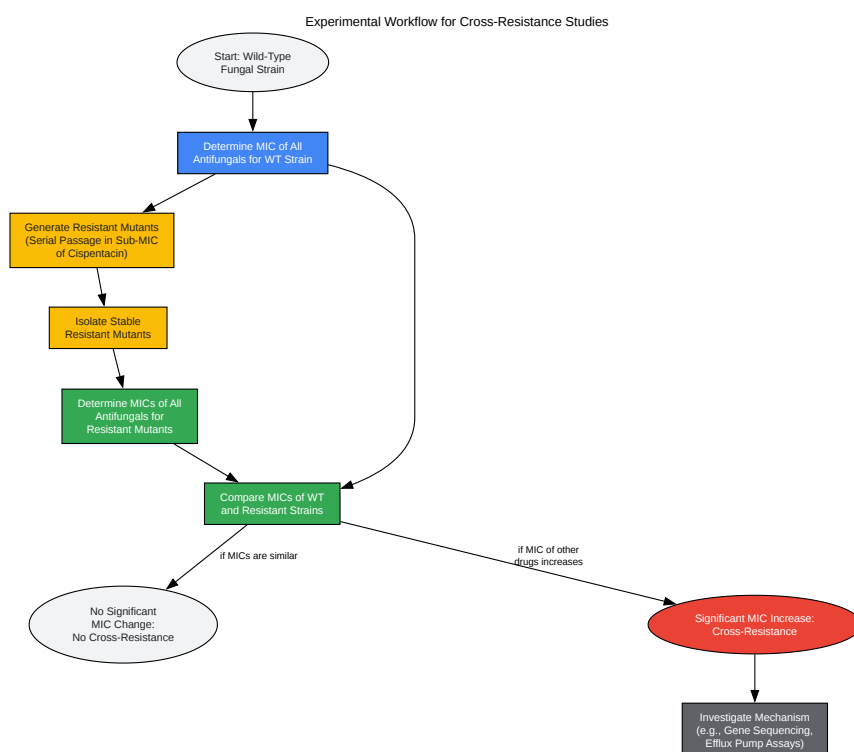 Experimental Workflow for Cross-Resistance Studies
Start: Wild-Type
Fungal Strain
Determine MIC of All
Antifungals for WT Strain
Generate Resistant Mutants
(Serial Passage in Sub-MIC
of Cispentacin)
Isolate Stable
Resistant Mutants
Determine MICs of All
Antifungals for
Resistant Mutants
Compare MICs of WT
and Resistant Strains
if MICs are similar
if MIC of other
drugs increases
No Significant
MIC Change:
No Cross-Resistance
Significant MIC Increase:
Cross-Resistance
Investigate Mechanism
(e.g., Gene Sequencing,
Efflux Pump Assays)